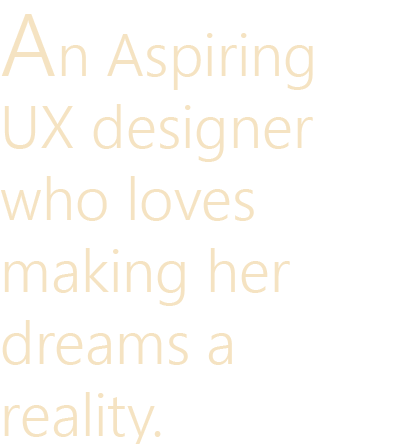 An Aspiring
UX designer
who loves
making her
dreams a
reality.